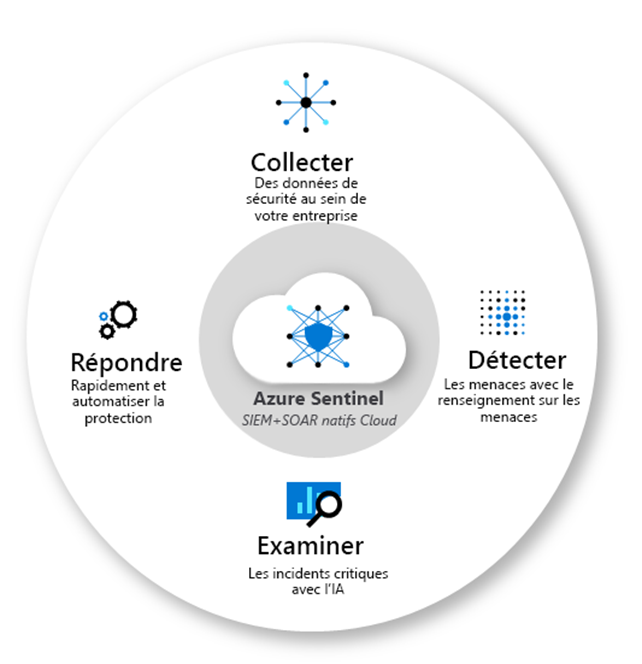 Collecter
Des données de
sécurité au sein de
votre entreprise
Répondre
Rapidement et
automatiser la
protection
Azure Sentinel
SIEM+SOAR natifs Cloud
Détecter
Les menaces avec le
renseignement sur les
menaces
Examiner
Les incidents critiques
avec l'IA